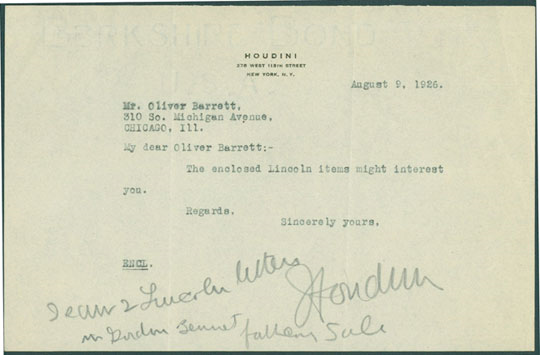 HOUDINI
278 WEST 113TH STREET
NEW YORK, N. Y.
August 9, 1926.
Mr. Oliver Barrett,
310 So. Michigan Avenue,
CHICAGO, Ill.
My dear Oliver Barrett:-
The enclosed Lincoln items might interest
you.
Regards.
Sincerely yours,
ENCL.
Houdini
2 Lincoln letters
in Gordon Bennet
Sale